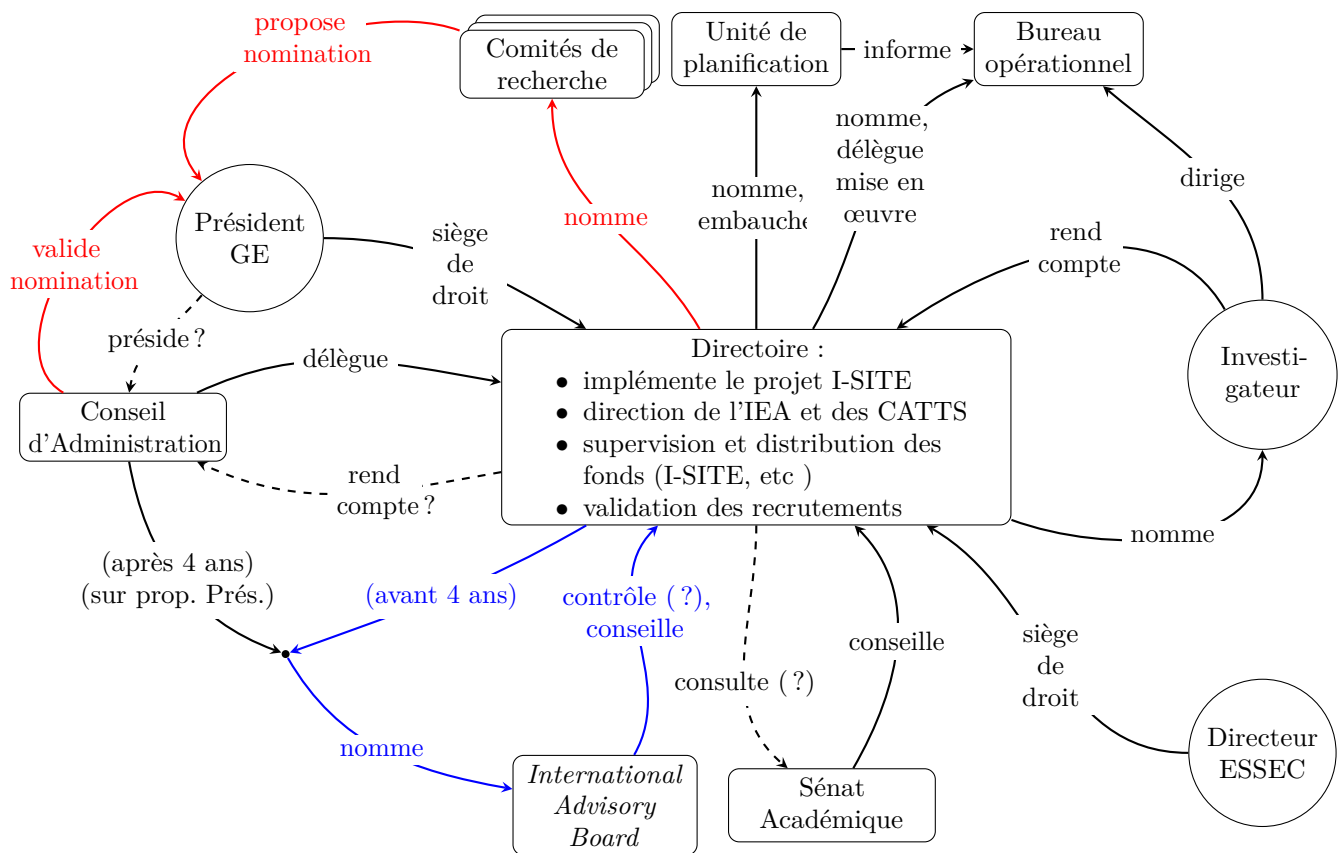 propose
nomination
Comités de
recherche
Unité de
planification
informe
Bureau
opérationnel
nomme,
délègue
mise en
œuvre
dirige
nomme,
embauche
nomme
Président
GE
siège
de
droit
valide
nomination
rend
compte
préside ?
délègue
Directoire :
• implémente le projet I-SITE
• direction de l'IEA et des CATTS
• supervision et distribution des
fonds (I-SITE, etc )
• validation des recrutements
Investi-
gateur
Conseil
d'Administration
rend
compte ?
nomme
(après 4 ans)
(sur prop. Prés.)
(avant 4 ans)
contrôle ( ?),
conseille
consulte ( ?)
conseille
siège
de
droit
nomme
International
Advisory
Board
Sénat
Académique
Directeur
ESSEC